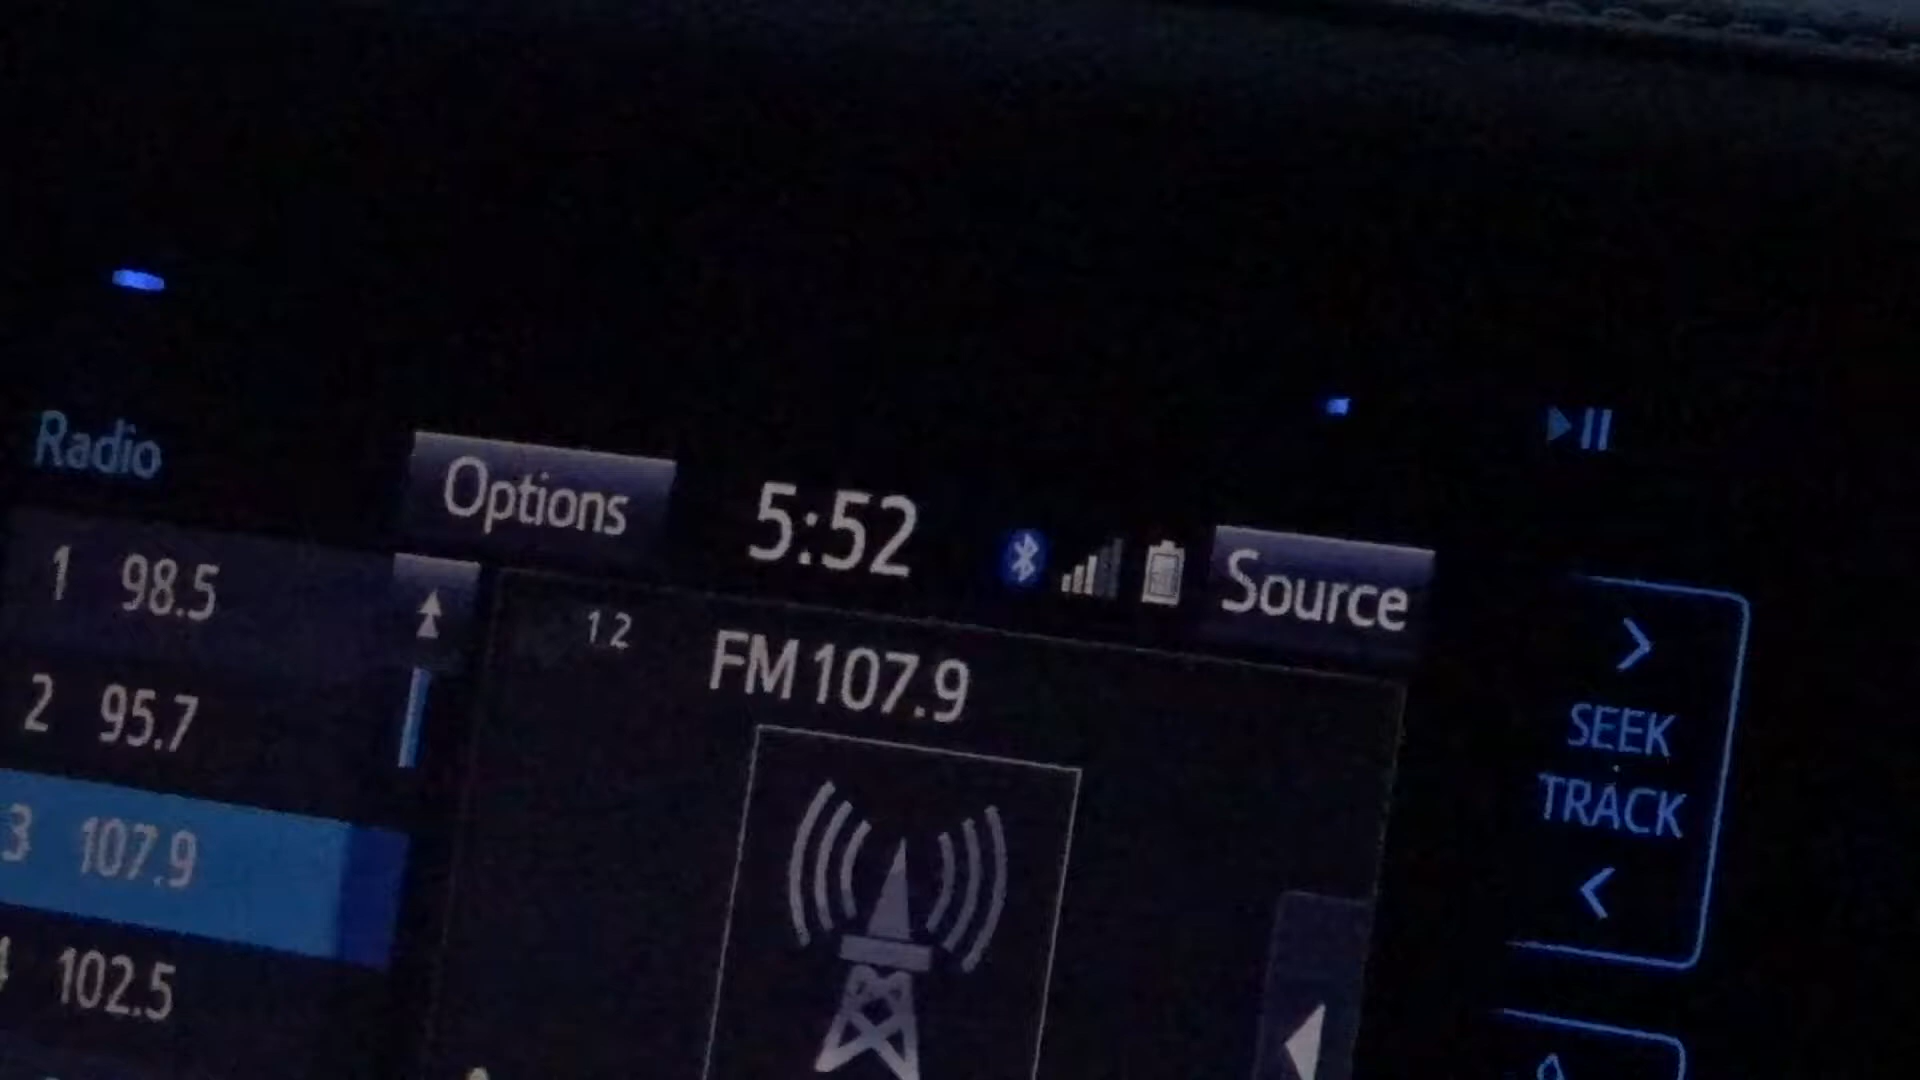 Radio
Options
5:52
Source
1 98.5
1 2
FM 107.9
2 95.7
3 107.9
4 102.5
SEEK
TRACK